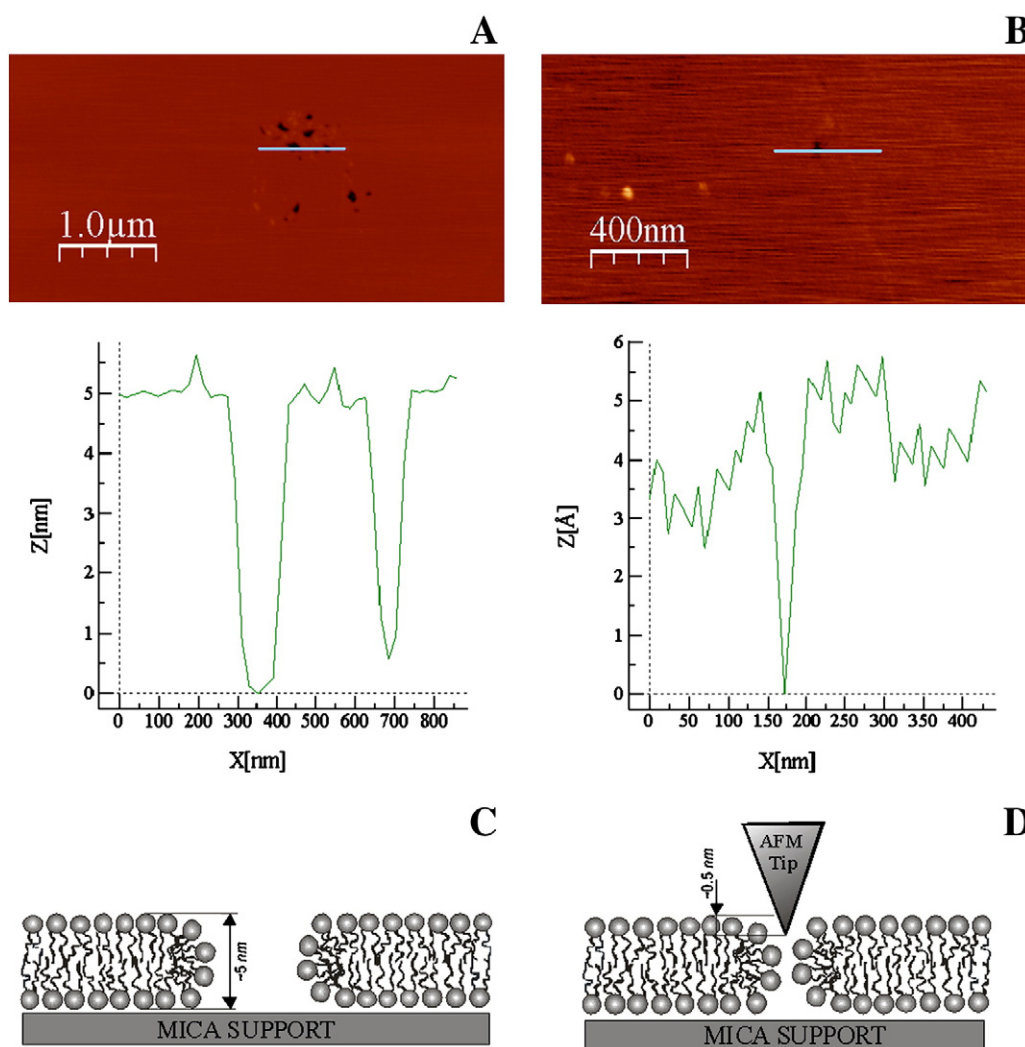 A
B
1.0μm
400nm
Z[nm]
5
4
3
2
1
0
0 100 200 300 400 500 600 700 800
X[nm]
Z[Å]
6
5
4
3
2
1
0
0 50 100 150 200 250 300 350 400
X[nm]
C
~5 nm
MICA SUPPORT
D
AFM
Tip
~0.5 nm
MICA SUPPORT